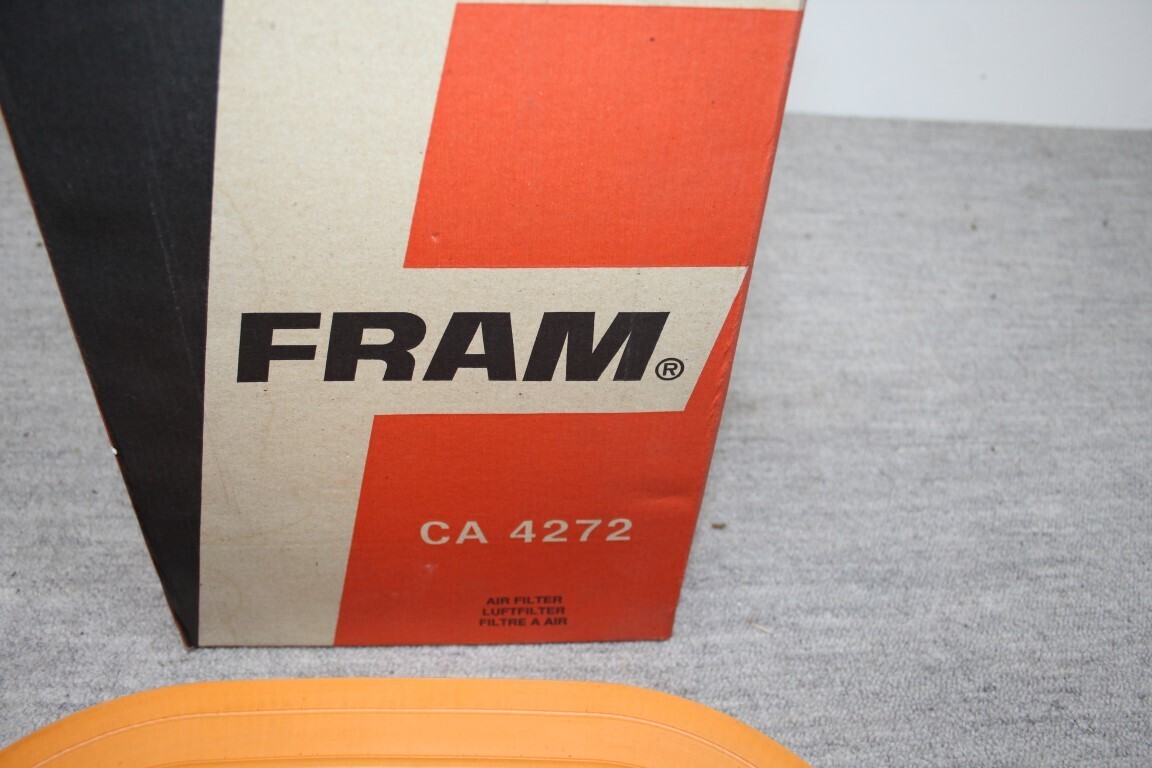 FRAM®
CA 4272
AIR FILTER
LUFTFILTER
FILTRE A AIR